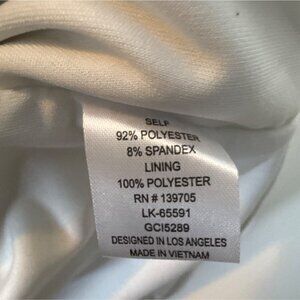 SELF
92% POLYESTER
8% SPANDEX
LINING
100% POLYESTER
RN # 139705
LK-65591
GCI5289
DESIGNED IN LOS ANGELES
MADE IN VIETNAM